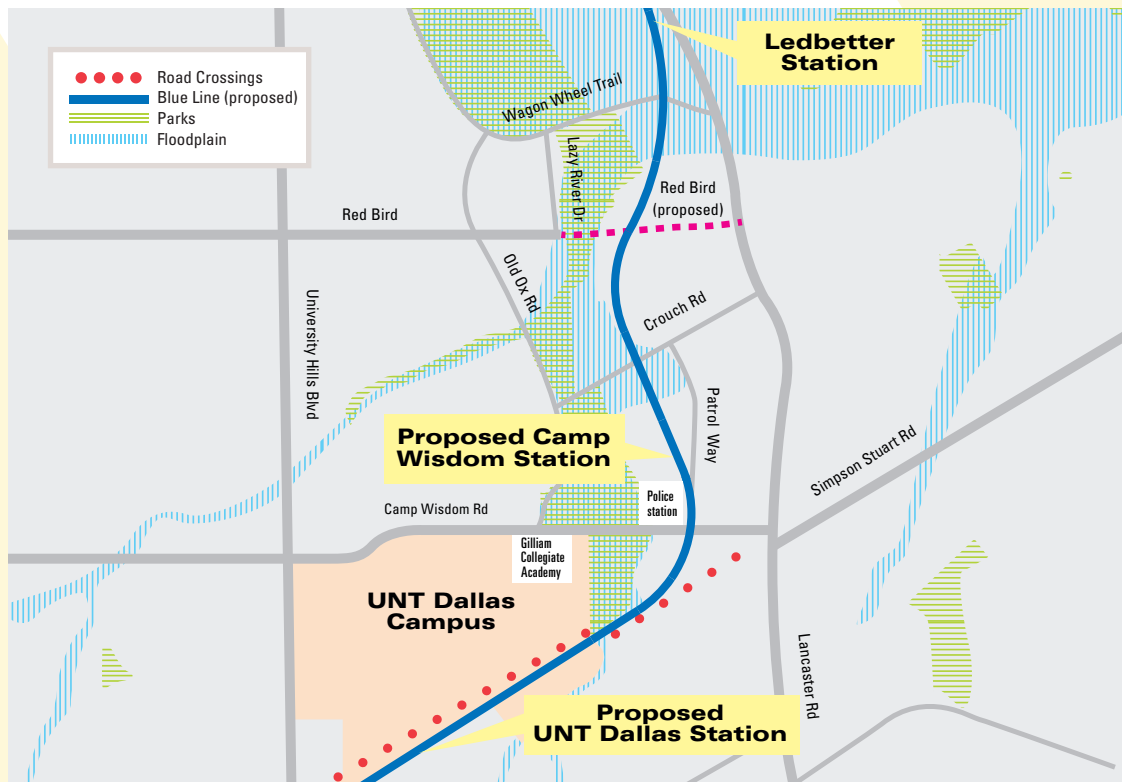 Ledbetter
Station
Road Crossings
Blue Line (proposed)
Parks
Floodplain
Wagon Wheel Trail
Lazy River Dr
Red Bird
Red Bird
(proposed)
Old Ox Rd
University Hills Blvd
Crouch Rd
Patrol Way
Simpson Stuart Rd
Proposed Camp
Wisdom Station
Police
station
Camp Wisdom Rd
Gilliam
Collegiate
Academy
UNT Dallas
Campus
Lancaster Rd
Proposed
UNT Dallas Station